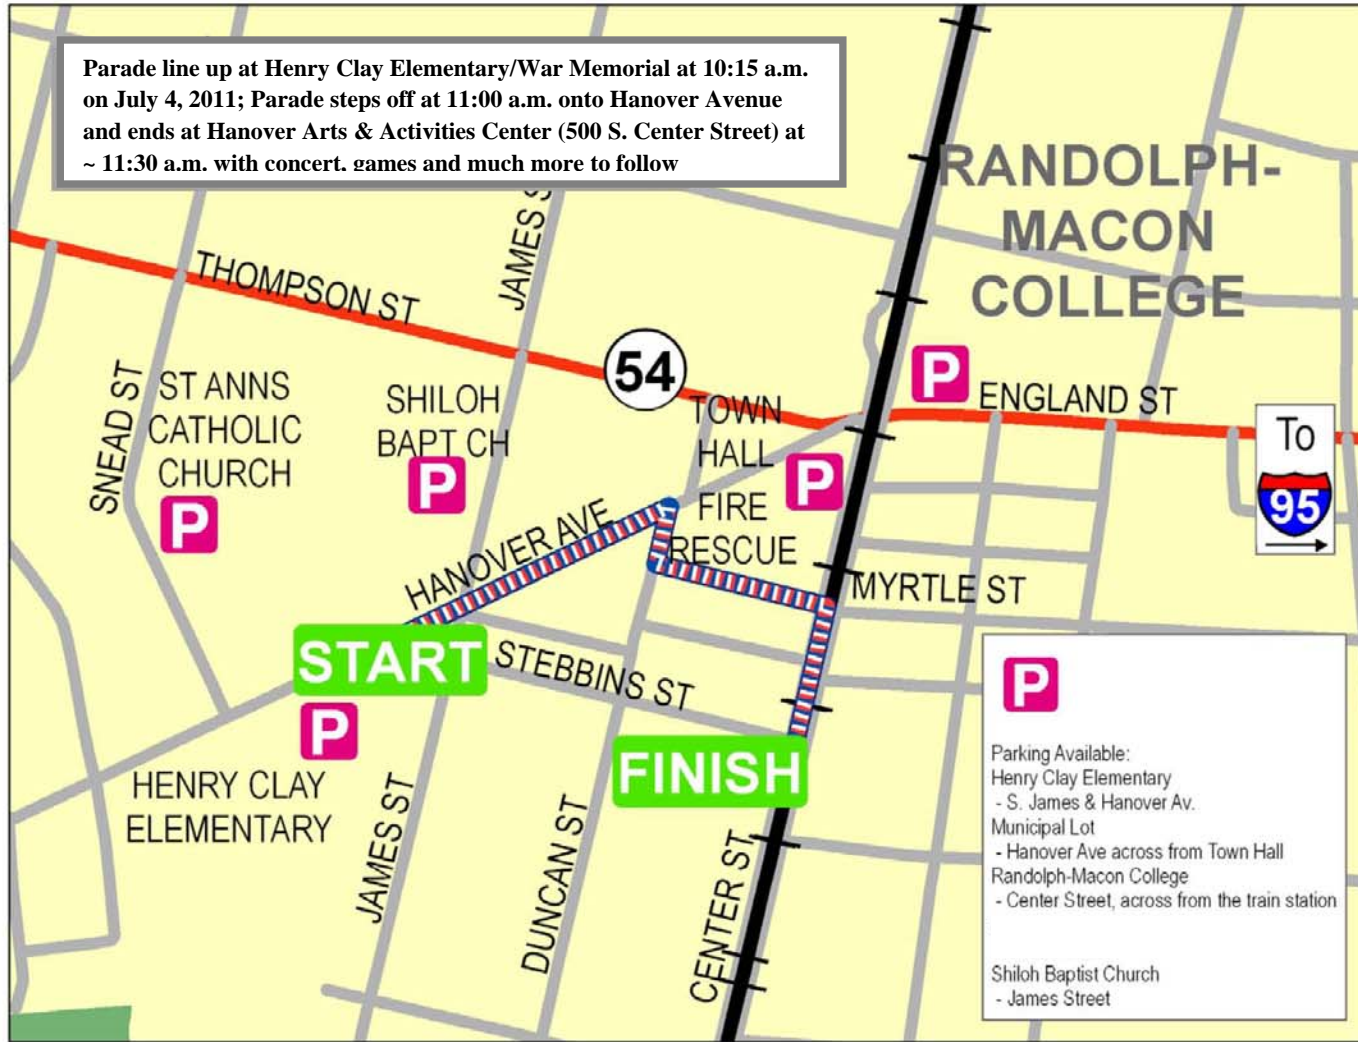 Parade line up at Henry Clay Elementary/War Memorial at 10:15 a.m.
on July 4, 2011; Parade steps off at 11:00 a.m. onto Hanover Avenue
and ends at Hanover Arts & Activities Center (500 S. Center Street) at
~ 11:30 a.m. with concert, games and much more to follow
RANDOLPH-
MACON
COLLEGE
JAMES S
THOMPSON ST
54
P
ENGLAND ST
SNEAD ST
ST ANNS
CATHOLIC
CHURCH
P
SHILOH
BAPT CH
P
TOWN
HALL
P
To
95
HANOVER AVE
FIRE
RESCUE
MYRTLE ST
START
STEBBINS ST
P
FINISH
HENRY CLAY
ELEMENTARY
JAMES ST
DUNCAN ST
CENTER ST
P
Parking Available:
Henry Clay Elementary
- S. James & Hanover Av.
Municipal Lot
- Hanover Ave across from Town Hall
Randolph-Macon College
- Center Street, across from the train station
Shiloh Baptist Church
- James Street